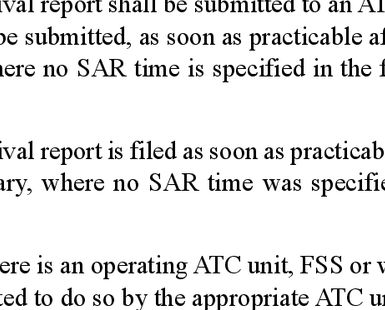 ival report shall be submitted to an AT
be submitted, as soon as practicable af
here no SAR time is specified in the f
ival report is filed as soon as practicab
ary, where no SAR time was specifie
ere is an operating ATC unit, FSS or w
ted to do so by the appropriate ATC u